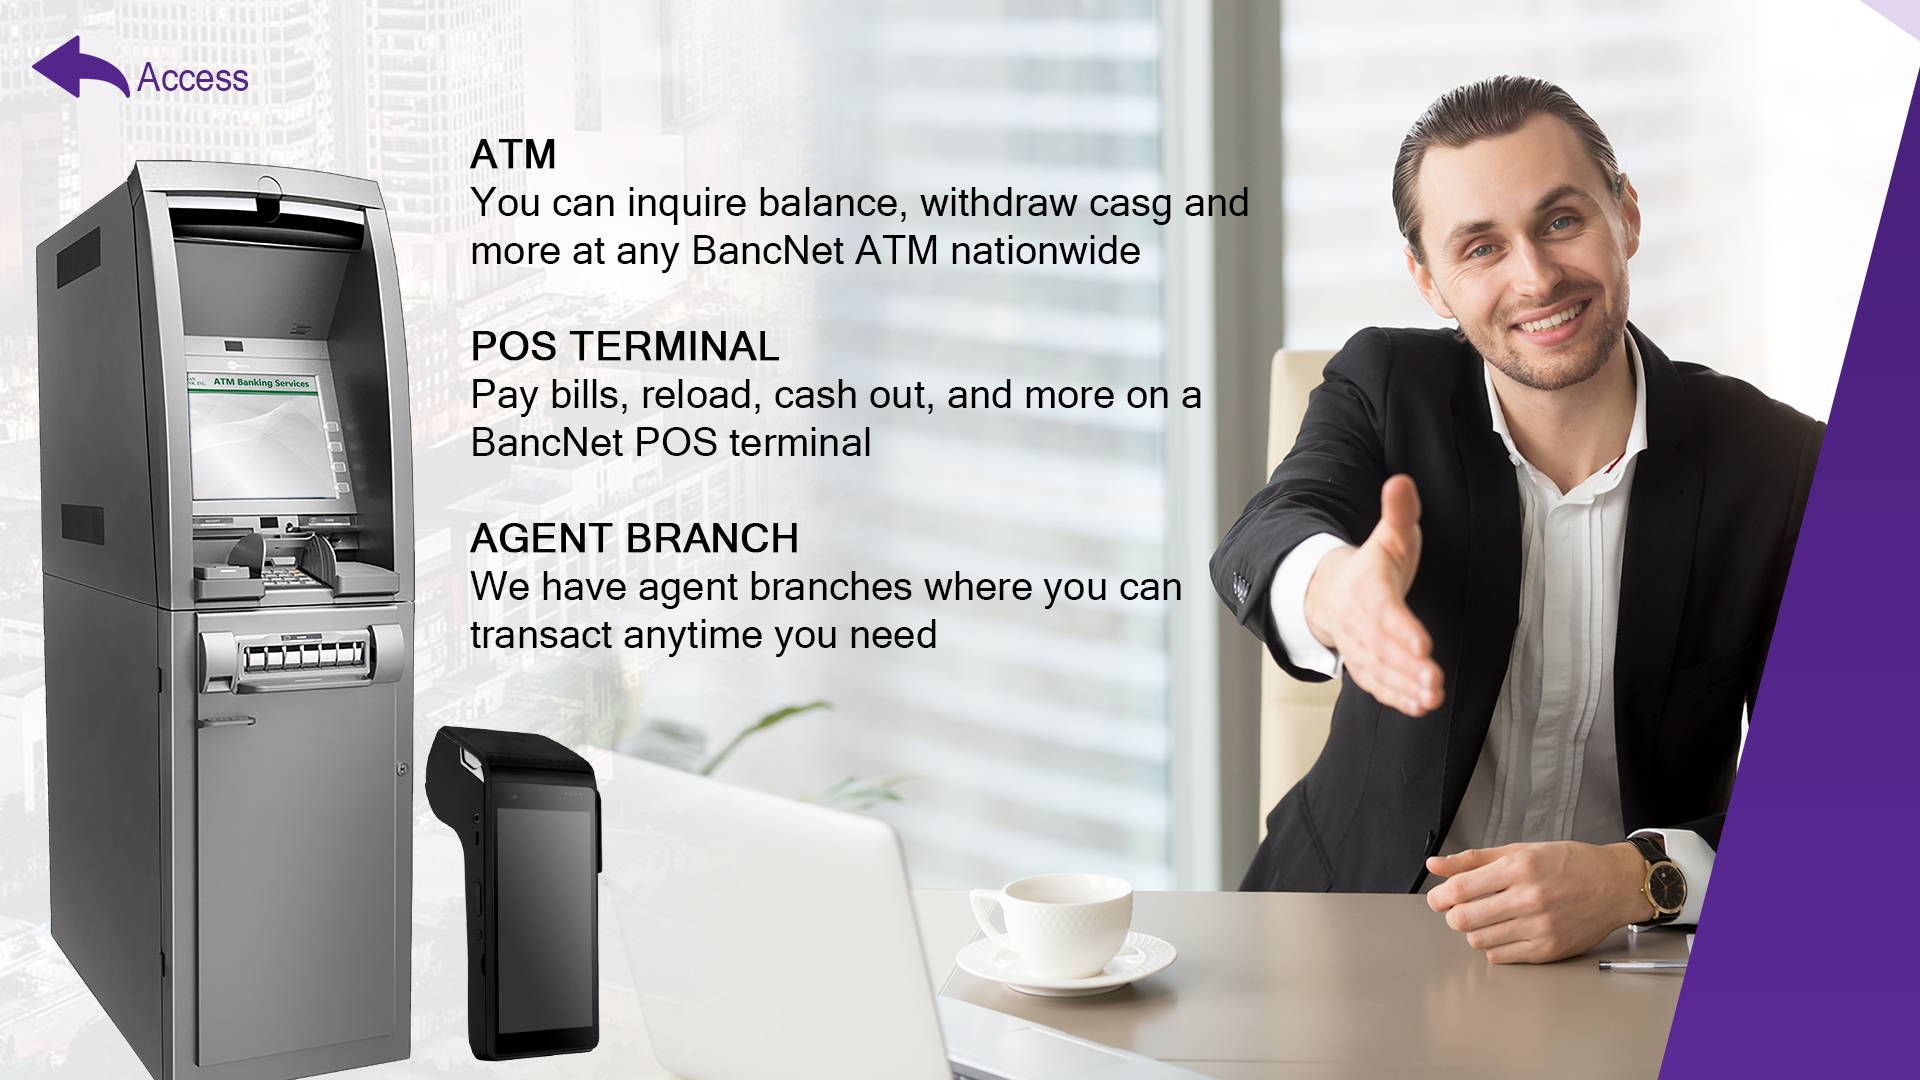 Access
ATM
You can inquire balance, withdraw casg and
more at any BancNet ATM nationwide
POS TERMINAL
Pay bills, reload, cash out, and more on a
BancNet POS terminal
AGENT BRANCH
We have agent branches where you can
transact anytime you need
ATM Banking Services